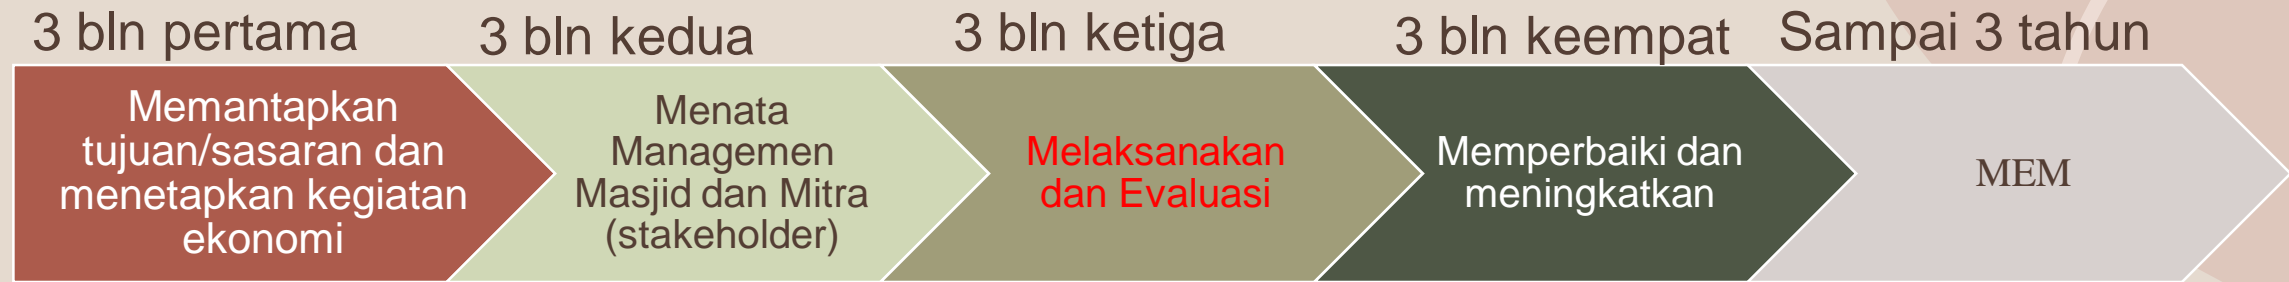 3 bln pertama
3 bln kedua
3 bln ketiga
3 bln keempat
Sampai 3 tahun
Memantapkan
tujuan/sasaran dan
menetapkan kegiatan
ekonomi
Menata
Managemen
Masjid dan Mitra
(stakeholder)
Melaksanakan
dan Evaluasi
Memperbaiki dan
meningkatkan
MEM